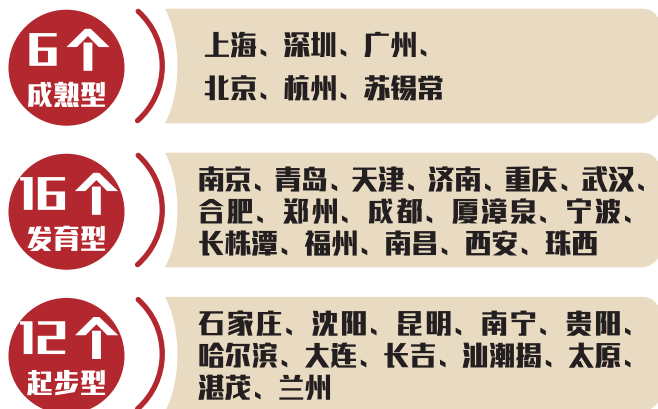 6个
成熟型
上海、深圳、广州、
北京、杭州、苏锡常
16个
发育型
南京、青岛、天津、济南、重庆、武汉、
合肥、郑州、成都、厦漳泉、宁波、
长株潭、福州、南昌、西安、珠西
12个
起步型
石家庄、沈阳、昆明、南宁、贵阳、
哈尔滨、大连、长吉、汕潮揭、太原、
湛茂、兰州